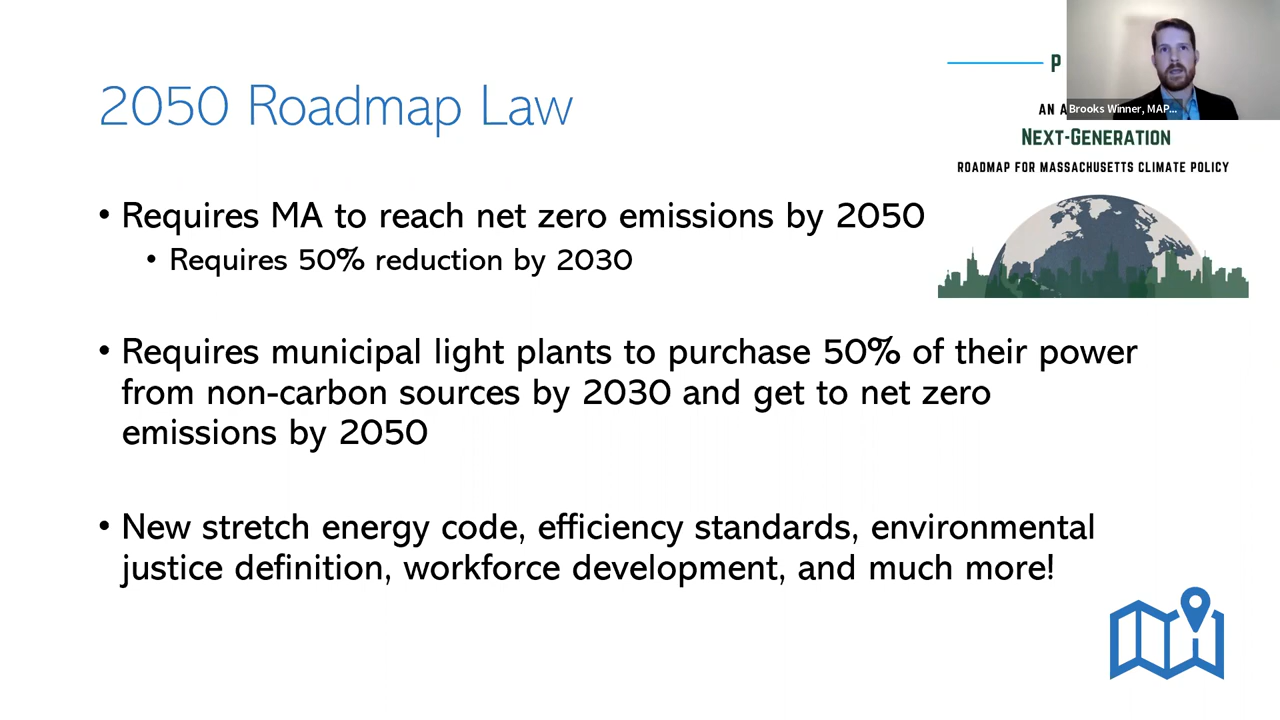 2050 Roadmap Law
P
AN A
Brooks Winner, MAP...
NEXT-GENERATION
ROADMAP FOR MASSACHUSETTS CLIMATE POLICY
• Requires MA to reach net zero emissions by 2050
• Requires 50% reduction by 2030
• Requires municipal light plants to purchase 50% of their power
from non-carbon sources by 2030 and get to net zero
emissions by 2050
• New stretch energy code, efficiency standards, environmental
justice definition, workforce development, and much more!